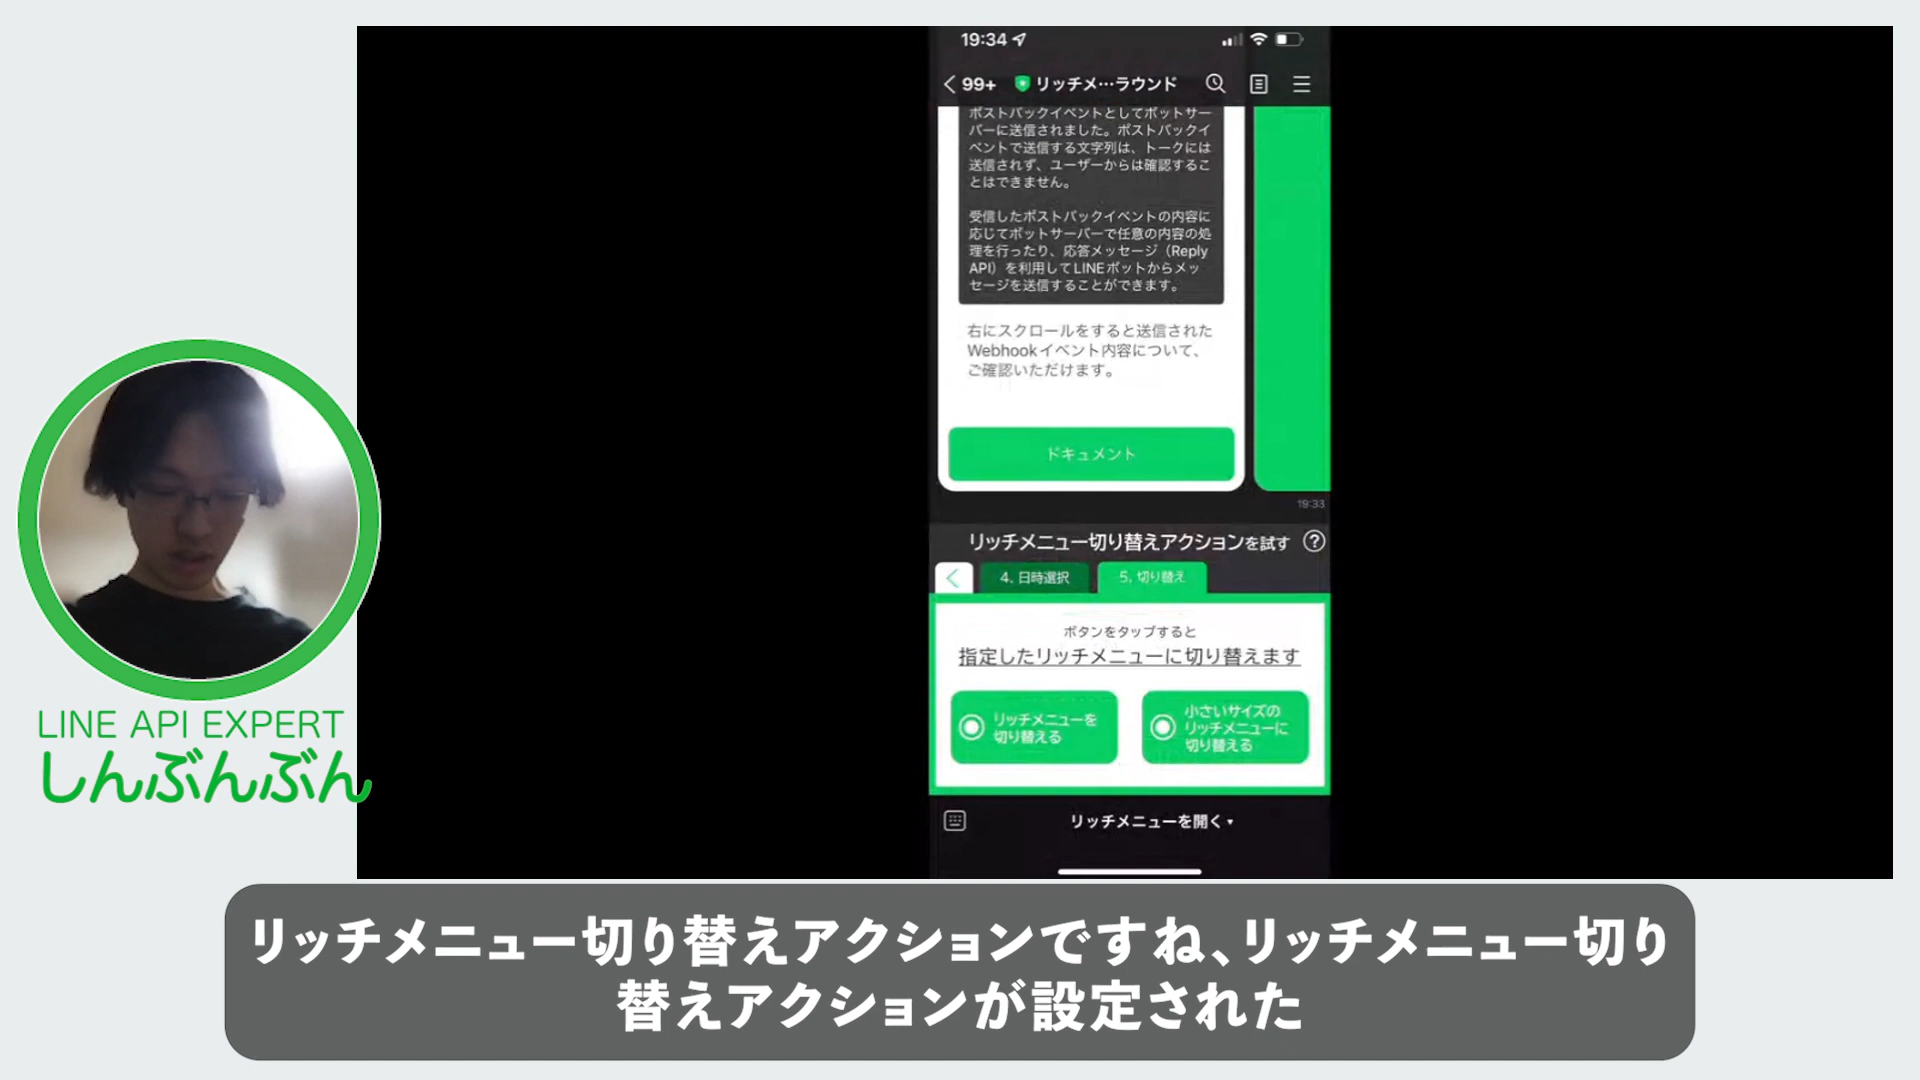 19:34
99+
リッチメ…ラウンド
ポストバックイベントとしてボットサー
バーに送信されました。ポストバックイ
ベントで送信する文字列は、トークには
送信されず、ユーザーからは確認するこ
とはできません。
受信したポストバックイベントの内容に
応じてボットサーバーで任意の内容の処
理を行ったり、応答メッセージ（Reply
API）を利用してLINEボットからメッ
セージを送信することができます。
右にスクロールをすると送信された
Webhookイベント内容について、
ご確認いただけます。
ドキュメント
19:33
リッチメニュー切り替えアクションを試す ?
4. 日時選択
5. 切り替え
ボタンをタップすると
指定したリッチメニューに切り替えます
リッチメニューを
切り替える
小さいサイズの
リッチメニューに
切り替える
リッチメニューを開く▾
LINE API EXPERT
しんぶんぶん
リッチメニュー切り替えアクションですね、リッチメニュー切り
替えアクションが設定された